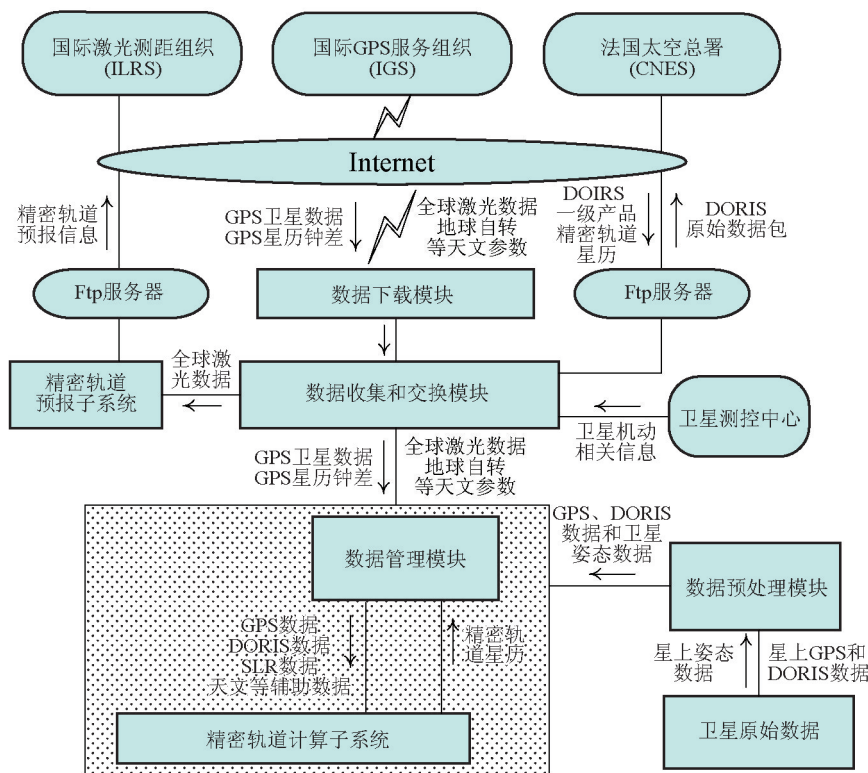 国际激光测距组织
(ILRS)
国际GPS服务组织
(IGS)
法国太空总署
(CNES)
Internet
精密轨道
预报信息
GPS卫星数据
GPS星历钟差
全球激光数据
地球自转
等天文参数
DOIRS
一级产品
精密轨道
星历
DORIS
原始数据包
Ftp服务器
数据下载模块
Ftp服务器
全球激
光数据
精密轨道
预报子系统
数据收集和交换模块
卫星测控中心
卫星机动
相关信息
GPS卫星数据
GPS星历钟差
全球激光数据
地球自转
等天文参数
GPS、DORIS
数据和卫星
姿态数据
数据管理模块
数据预处理模块
GPS数据
DORIS数据
SLR数据
天文等辅助数据
精密轨
道星历
星上姿态
数据
星上GPS和
DORIS数据
精密轨道计算子系统
卫星原始数据